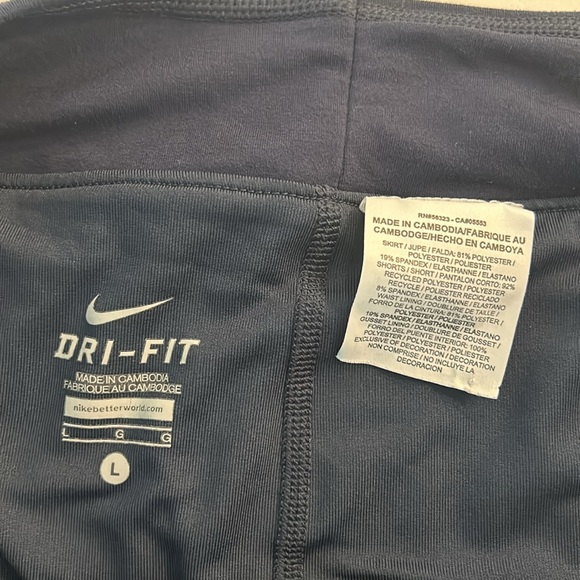 DRI-FIT
MADE IN CAMBODIA
FABRIQUE AU CAMBODGE
nikebetterworld.com
L G G
L
RN#56323 - CA#05553
MADE IN CAMBODIA/FABRIQUE AU
CAMBODGE/HECHO EN CAMBOYA
SKIRT / JUPE / FALDA: 81% POLYESTER /
POLYESTER / POLIESTER
19% SPANDEX / ELASTHANNE / ELASTANO
SHORTS / SHORT / PANTALON CORTO: 92%
RECYCLED POLYESTER / POLYESTER
RECYCLE / POLIESTER RECICLADO
8% SPANDEX / ELASTHANNE / ELASTANO
WAIST LINING / DOUBLURE DE TAILLE /
FORRO DE LA CINTURA: 81% POLYESTER /
POLYESTER / POLIESTER
19% SPANDEX / ELASTHANNE / ELASTANO
GUSSET LINING / DOUBLURE DE GOUSSET /
FORRO DEL PUENTE INTERIOR: 100%
POLYESTER / POLYESTER / POLIESTER
EXCLUSIVE OF DECORATION / DECORATION
NON COMPRISE / NO INCLUYE LA
DECORACION